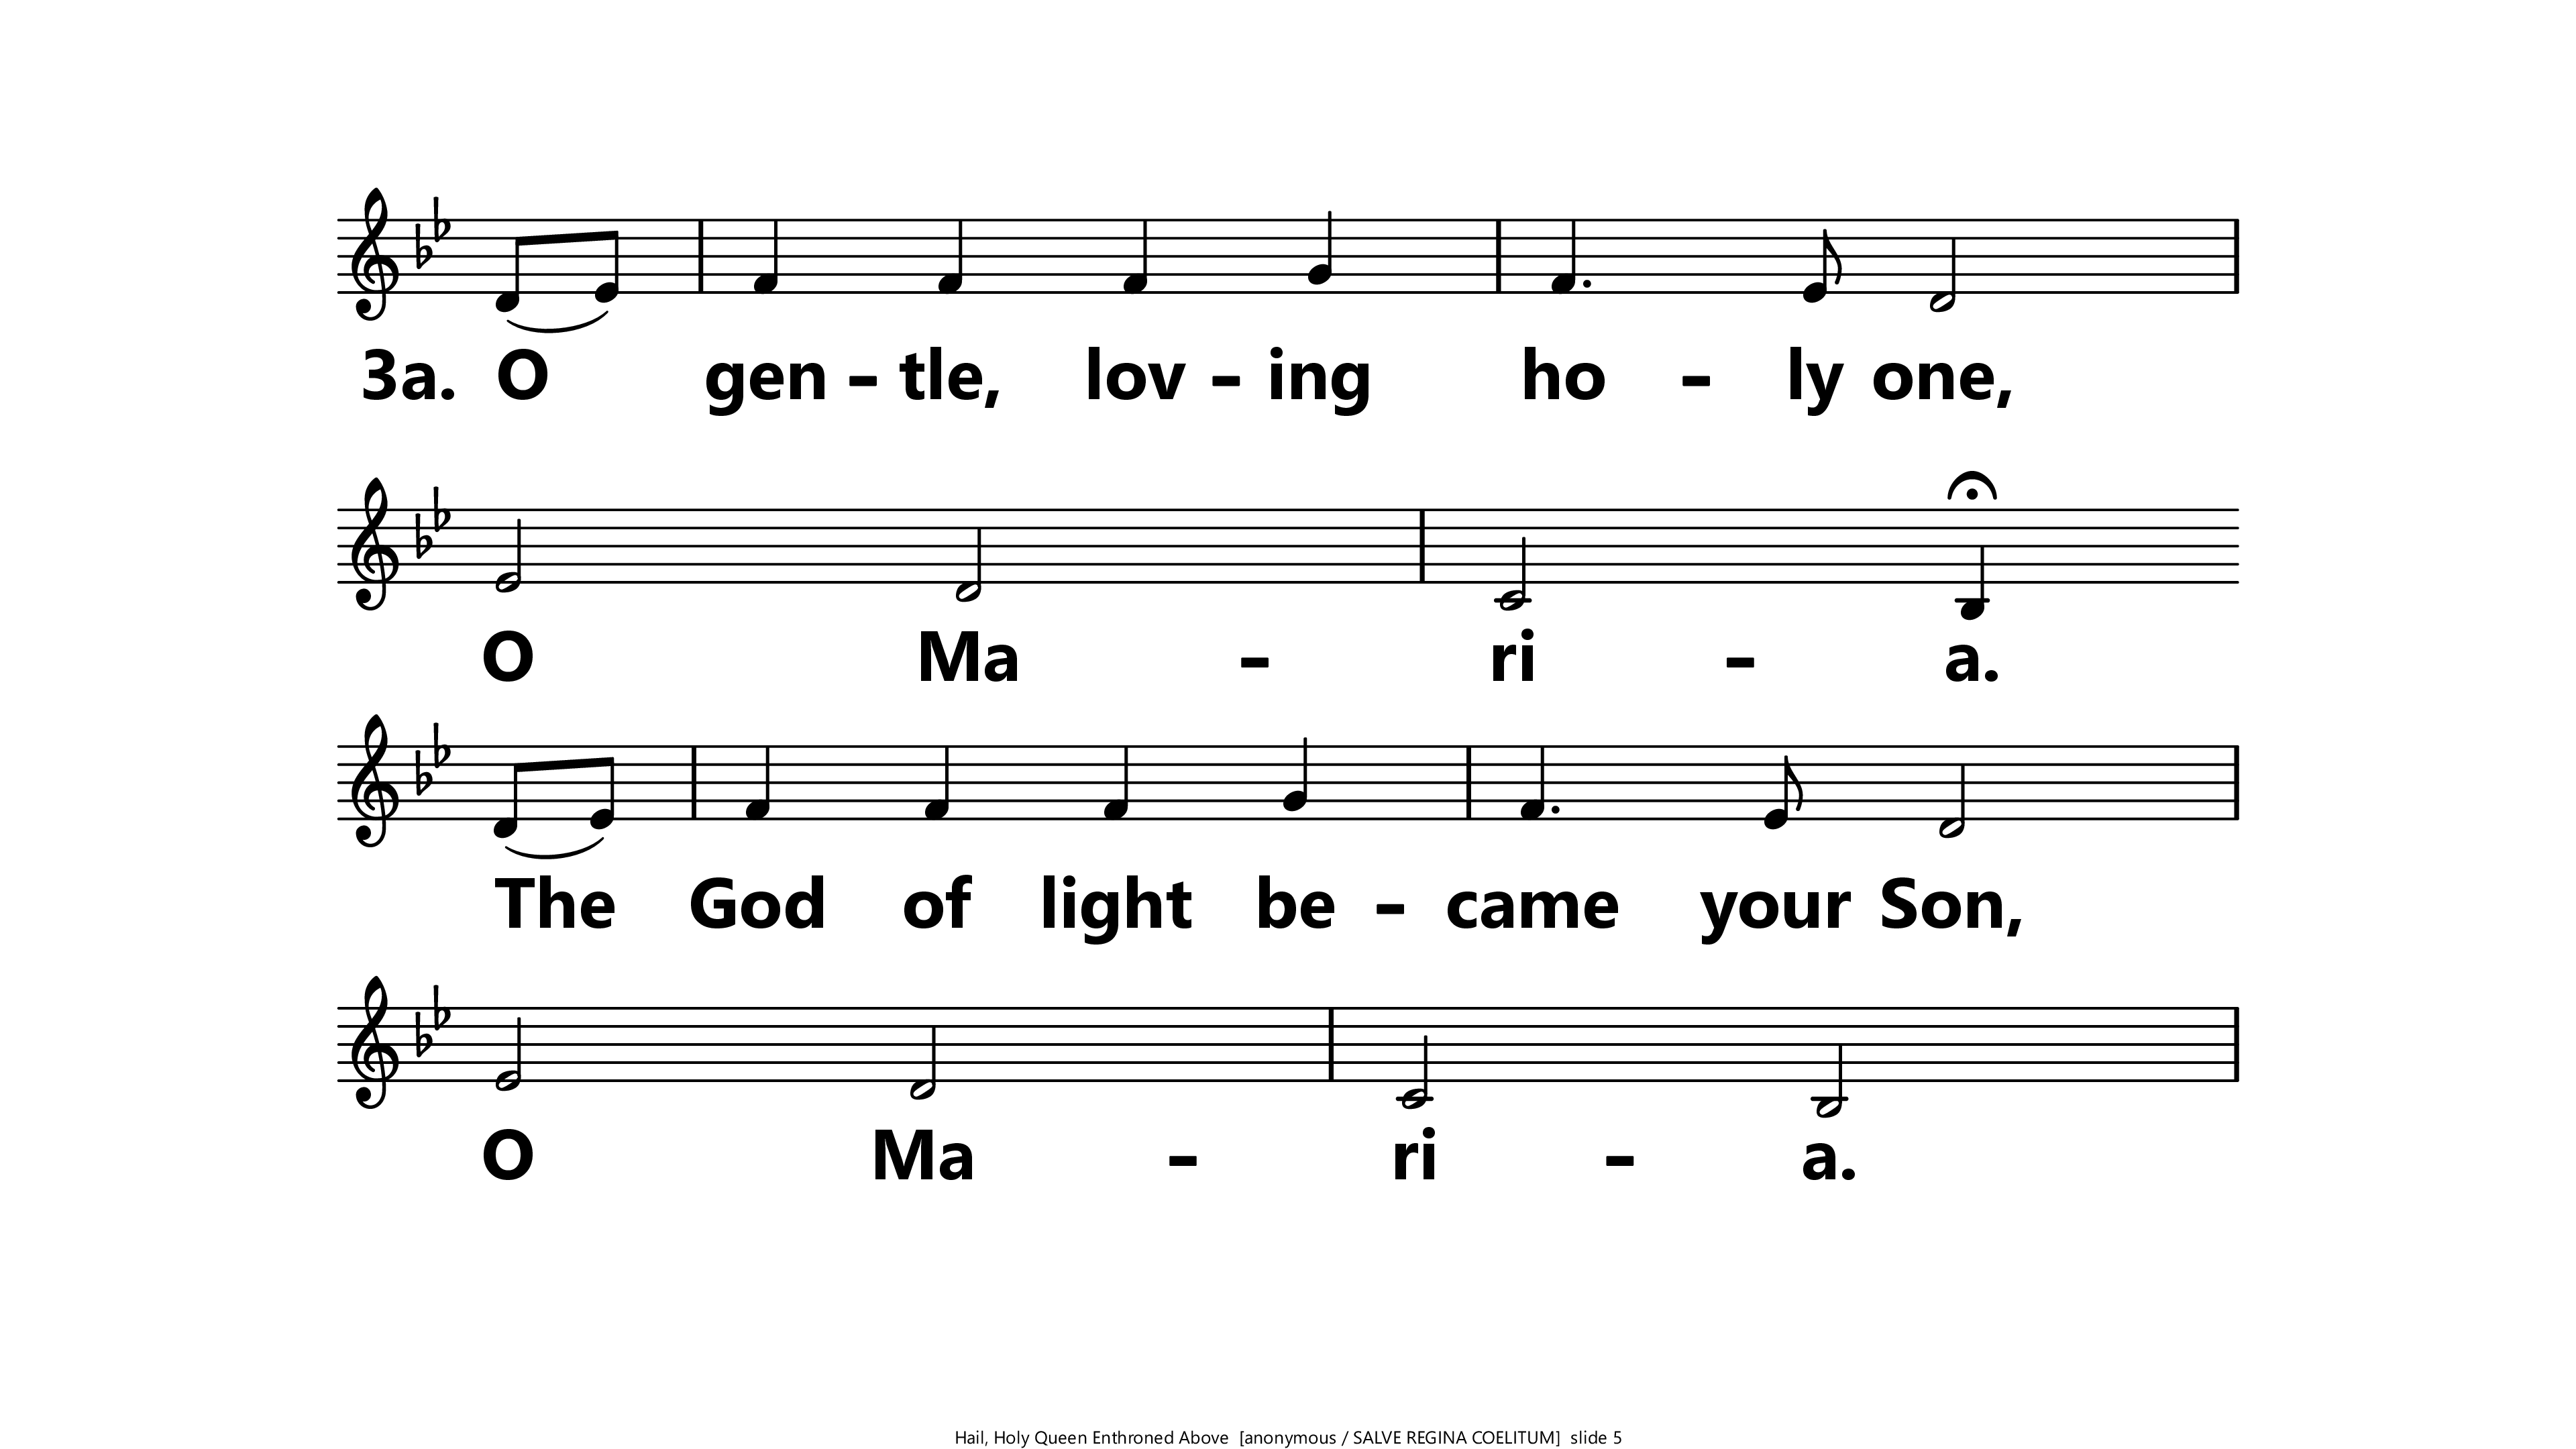 3a. O gen - tle, lov - ing ho - ly one,
O Ma - ri - a.
The God of light be - came your Son,
O Ma - ri - a.
Hail, Holy Queen Enthroned Above [anonymous / SALVE REGINA COELITUM] slide 5